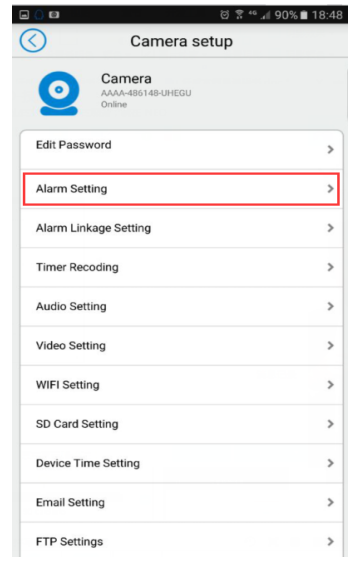 4G 90% 18:48
Camera setup
Camera
AAAA-486148-UHEGU
Online
Edit Password
Alarm Setting
Alarm Linkage Setting
Timer Recoding
Audio Setting
Video Setting
WIFI Setting
SD Card Setting
Device Time Setting
Email Setting
FTP Settings